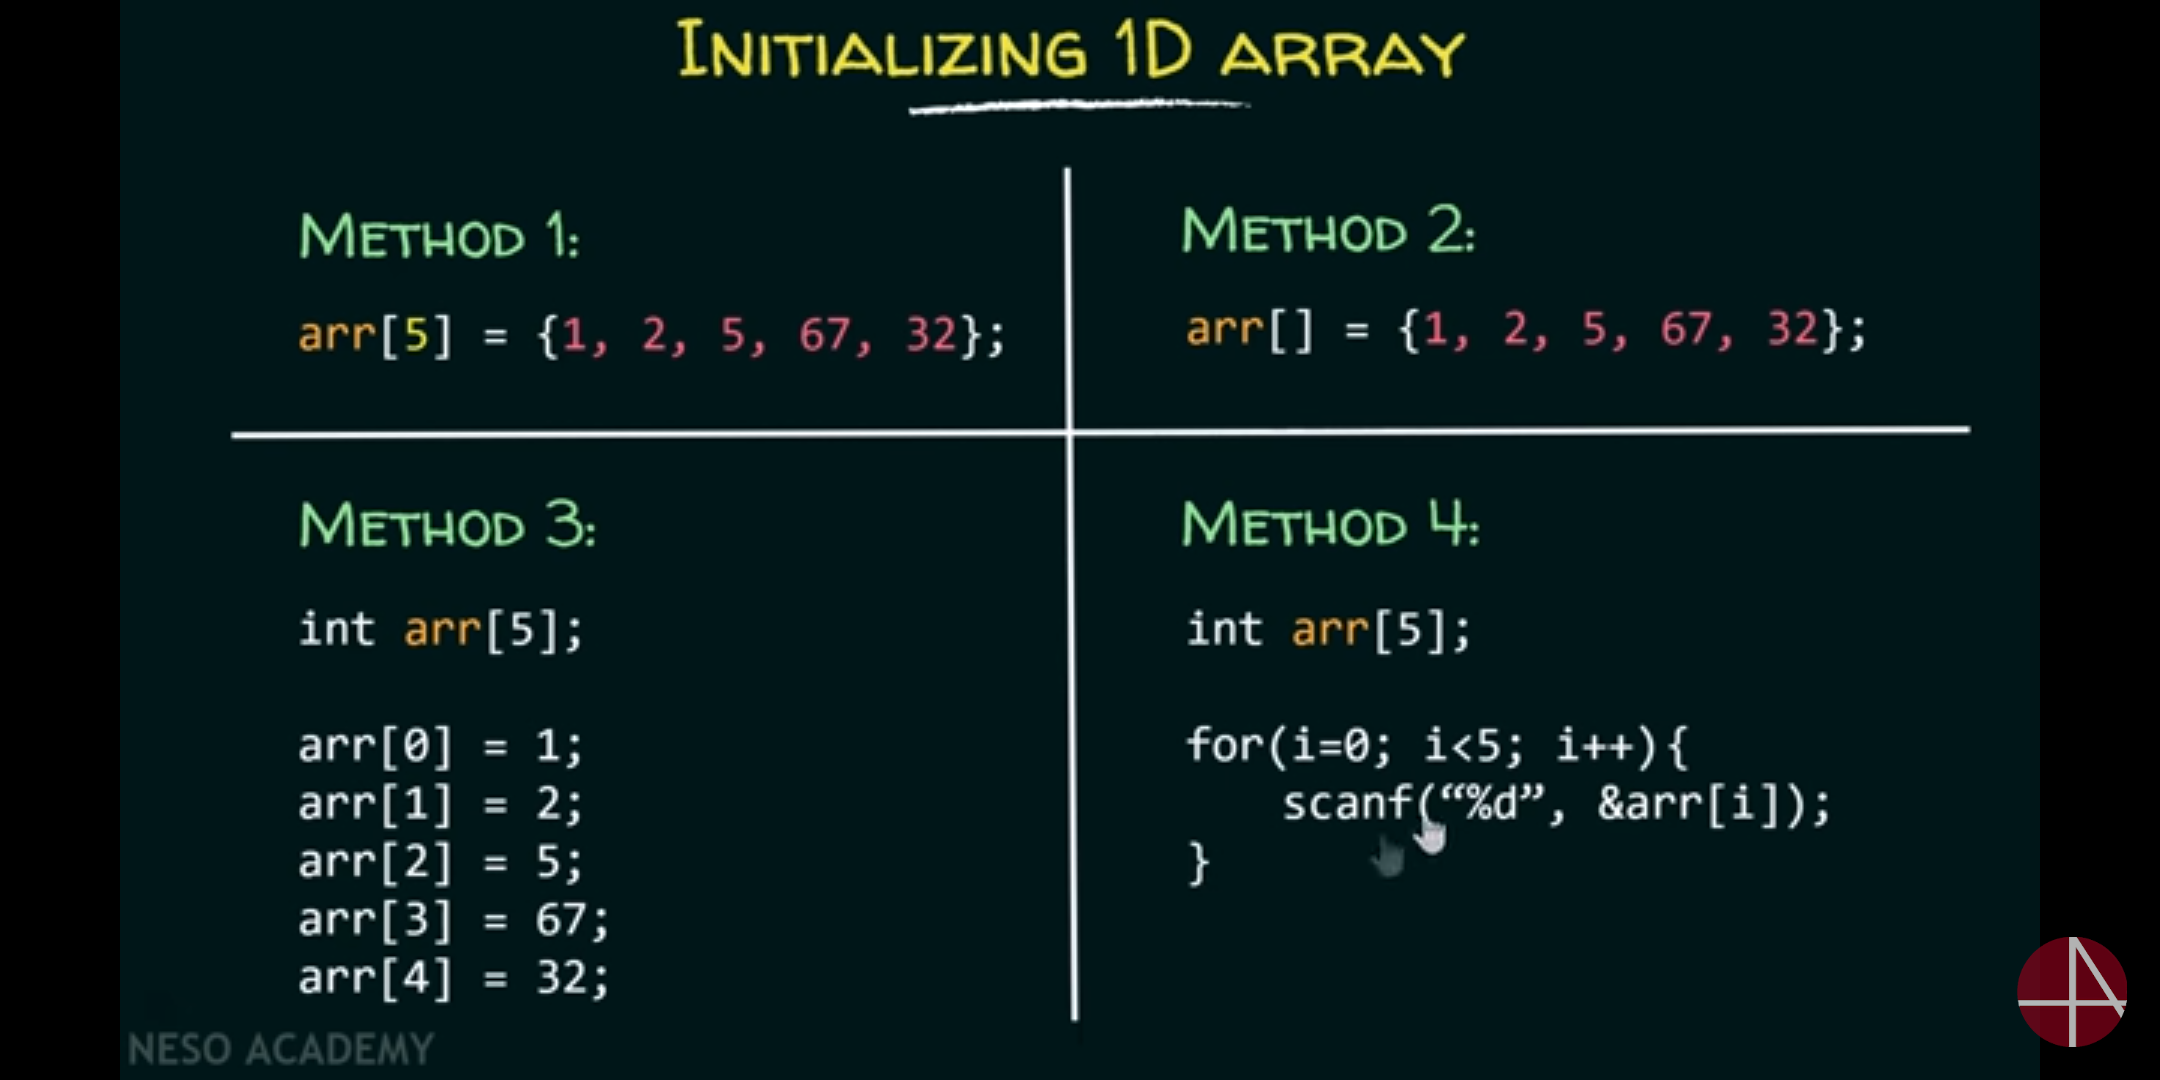 INITIALIZING 1D ARRAY
METHOD 1:
arr[5] = {1, 2, 5, 67, 32};
METHOD 2:
arr[] = {1, 2, 5, 67, 32};
METHOD 3:
int arr[5];
arr[0] = 1;
arr[1] = 2;
arr[2] = 5;
arr[3] = 67;
arr[4] = 32;
METHOD 4:
int arr[5];
for(i=0; i<5; i++){
scanf(“%d”, &arr[i]);
}
NESO ACADEMY